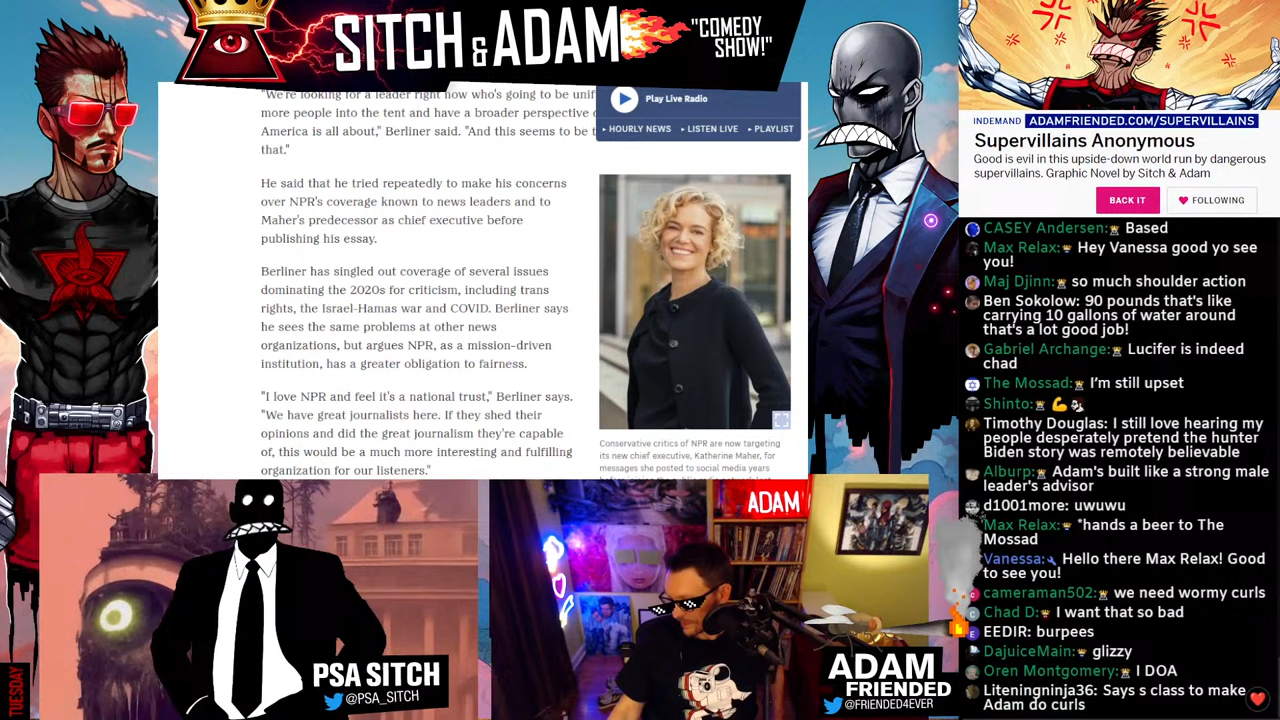 SITCH & ADAM
"COMEDY
SHOW!"
"We're looking for a leader right now who's going to be
more people into the tent and have a broader perspective
America is all about," Berliner said. "And this seems to be
that."
Play Live Radio
▸ HOURLY NEWS ▸ LISTEN LIVE ▸ PLAYLIST
He said that he tried repeatedly to make his concerns
over NPR's coverage known to news leaders and to
Maher's predecessor as chief executive before
publishing his essay.
Berliner has singled out coverage of several issues
dominating the 2020s for criticism, including trans
rights, the Israel-Hamas war and COVID. Berliner says
he sees the same problems at other news
organizations, but argues NPR, as a mission-driven
institution, has a greater obligation to fairness.
"I love NPR and feel it's a national trust," Berliner says.
"We have great journalists here. If they shed their
opinions and did the great journalism they're capable
of, this would be a much more interesting and fulfilling
organization for our listeners."
Conservative critics of NPR are now targeting
its new chief executive, Katherine Maher, for
messages she posted to social media years
INDEMAND ADAMFRIENDED.COM/SUPERVILLAINS
Supervillains Anonymous
Good is evil in this upside-down world run by dangerous
supervillains. Graphic Novel by Sitch & Adam
BACK IT
FOLLOWING
CASEY Andersen: Based
Max Relax: Hey Vanessa good yo see
you!
Maj Djinn: so much shoulder action
Ben Sokolow: 90 pounds that's like
carrying 10 gallons of water around
that's a lot good job!
Gabriel Archange: Lucifer is indeed
chad
The Mossad: I'm still upset
Shinto: 💪
Timothy Douglas: I still love hearing my
people desperately pretend the hunter
Biden story was remotely believable
Alburp: Adam's built like a strong male
leader's advisor
d1001more: uwuwu
Max Relax: *hands a beer to The
Mossad
Vanessa: Hello there Max Relax! Good
to see you!
cameraman502: we need wormy curls
Chad D: I want that so bad
EEDIR: burpees
DajuiceMain: glizzy
Oren Montgomery: I DOA
Liteningninja36: Says s class to make
Adam do curls
ADAM
TUESDAY
PSA SITCH
@PSA_SITCH
ADAM
FRIENDED
@FRIENDED4EVER